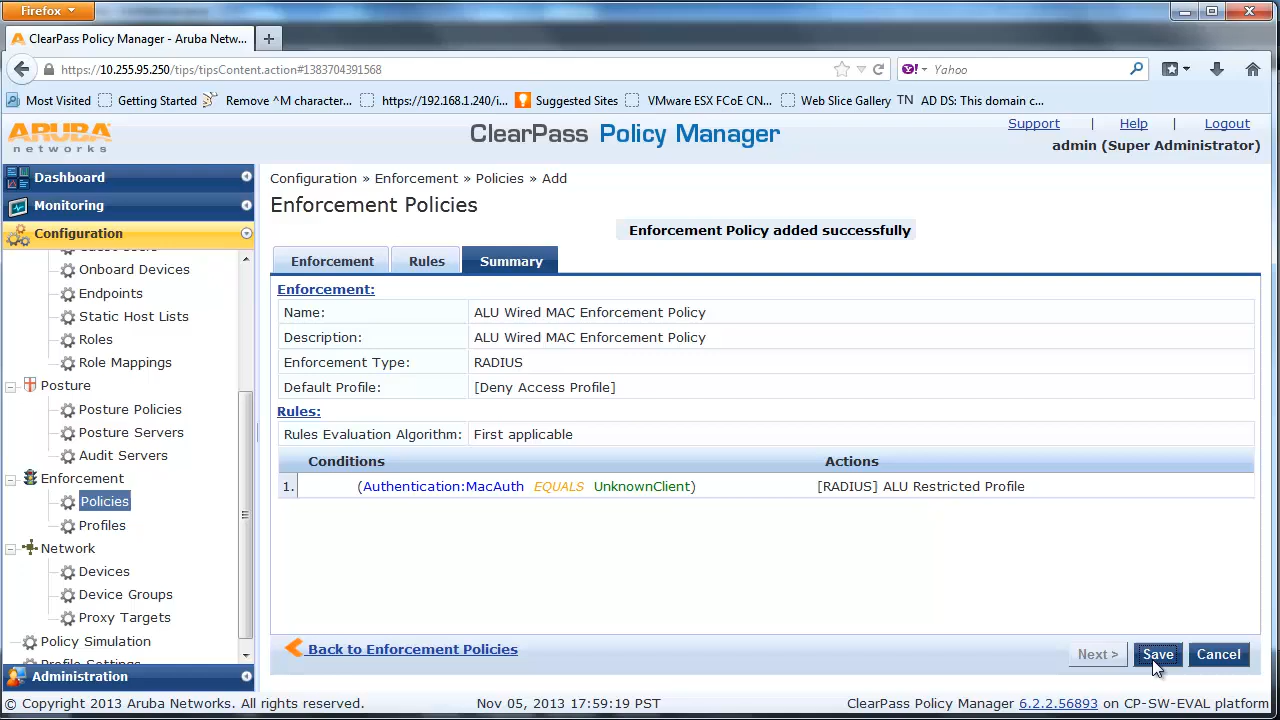 Firefox
ClearPass Policy Manager - Aruba Netw...
https://10.255.95.250/tips/tipsContent.action#1383704391568
Yahoo
Most Visited Getting Started Remove ^M character... https://192.168.1.240/i... Suggested Sites VMware ESX FCoE CN... Web Slice Gallery TN AD DS: This domain c...
ARUBA
networks
ClearPass Policy Manager
Support | Help | Logout
admin (Super Administrator)
Dashboard
Monitoring
Configuration
Onboard Devices
Endpoints
Static Host Lists
Roles
Role Mappings
Posture
Posture Policies
Posture Servers
Audit Servers
Enforcement
Policies
Profiles
Network
Devices
Device Groups
Proxy Targets
Policy Simulation
Administration
Configuration » Enforcement » Policies » Add
Enforcement Policies
Enforcement Policy added successfully
Enforcement Rules Summary
Enforcement:
Name: ALU Wired MAC Enforcement Policy
Description: ALU Wired MAC Enforcement Policy
Enforcement Type: RADIUS
Default Profile: [Deny Access Profile]
Rules:
Rules Evaluation Algorithm: First applicable
Conditions Actions
1. (Authentication:MacAuth EQUALS UnknownClient) [RADIUS] ALU Restricted Profile
Back to Enforcement Policies
Next > Save Cancel
© Copyright 2013 Aruba Networks. All rights reserved. Nov 05, 2013 17:59:19 PST ClearPass Policy Manager 6.2.2.56893 on CP-SW-EVAL platform